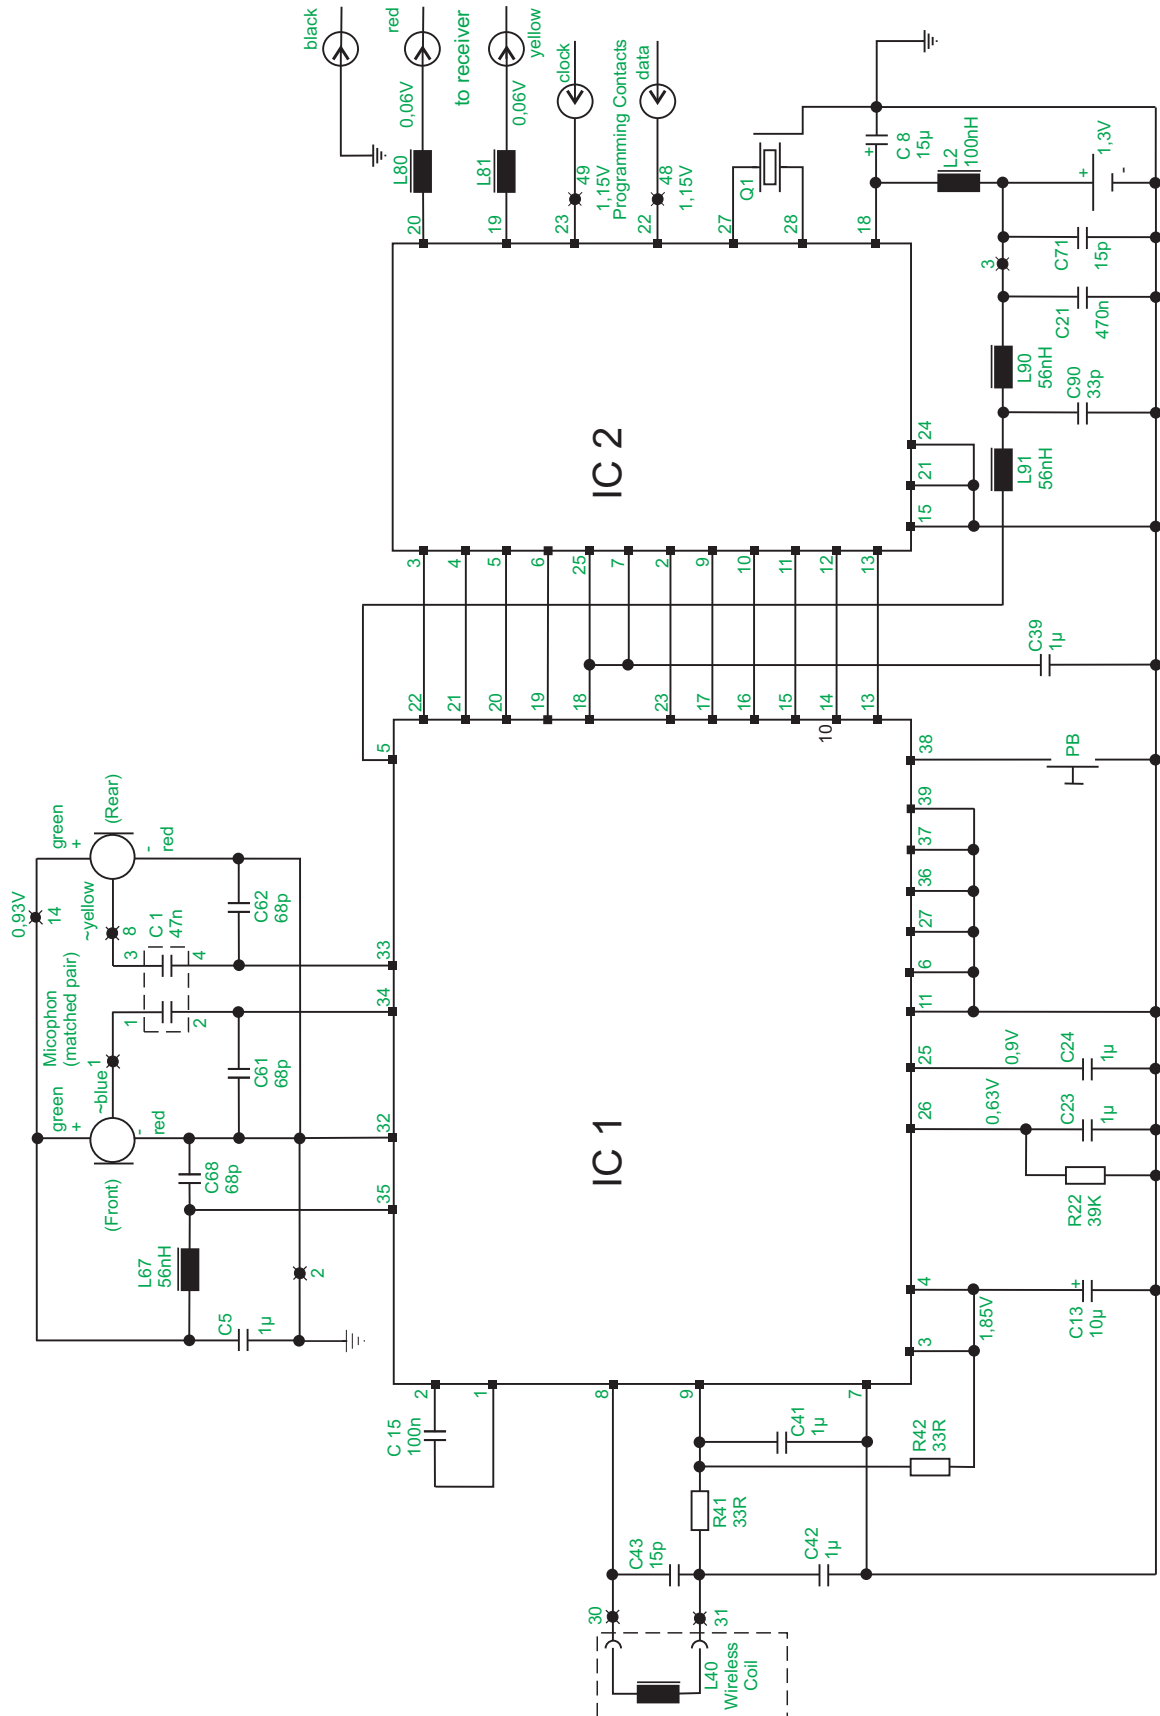 black
red
0,06V
to receiver
yellow
0,06V
clock
49
1,15V
Programming Contacts
data
48
1,15V
L80
L81
20
19
23
22
27
28
18
Q1
C 8
15µ
+
L2
100nH
1,3V
+
-
3
C71
15p
C21
470n
L90
56nH
C90
33p
L91
56nH
24
21
15
IC 2
3
4
5
6
25
7
2
9
10
11
12
13
C39
1µ
22
21
20
19
18
23
17
16
15
14
13
10
5
38
PB
39
37
36
27
6
11
25
0,9V
C24
1µ
26
0,63V
C23
1µ
R22
39K
4
3
1,85V
+
C13
10µ
IC 1
0,93V
14
green
+
(Rear)
-
red
~yellow
8
3
C 1
47n
4
C62
68p
33
Micophon
(matched pair)
1
2
34
green
+
~blue
1
-
red
(Front)
C61
68p
32
C68
68p
35
L67
56nH
2
C5
1µ
2
1
C 15
100n
8
9
7
C41
1µ
R42
33R
R41
33R
C43
15p
C42
1µ
30
31
L40
Wireless
Coil